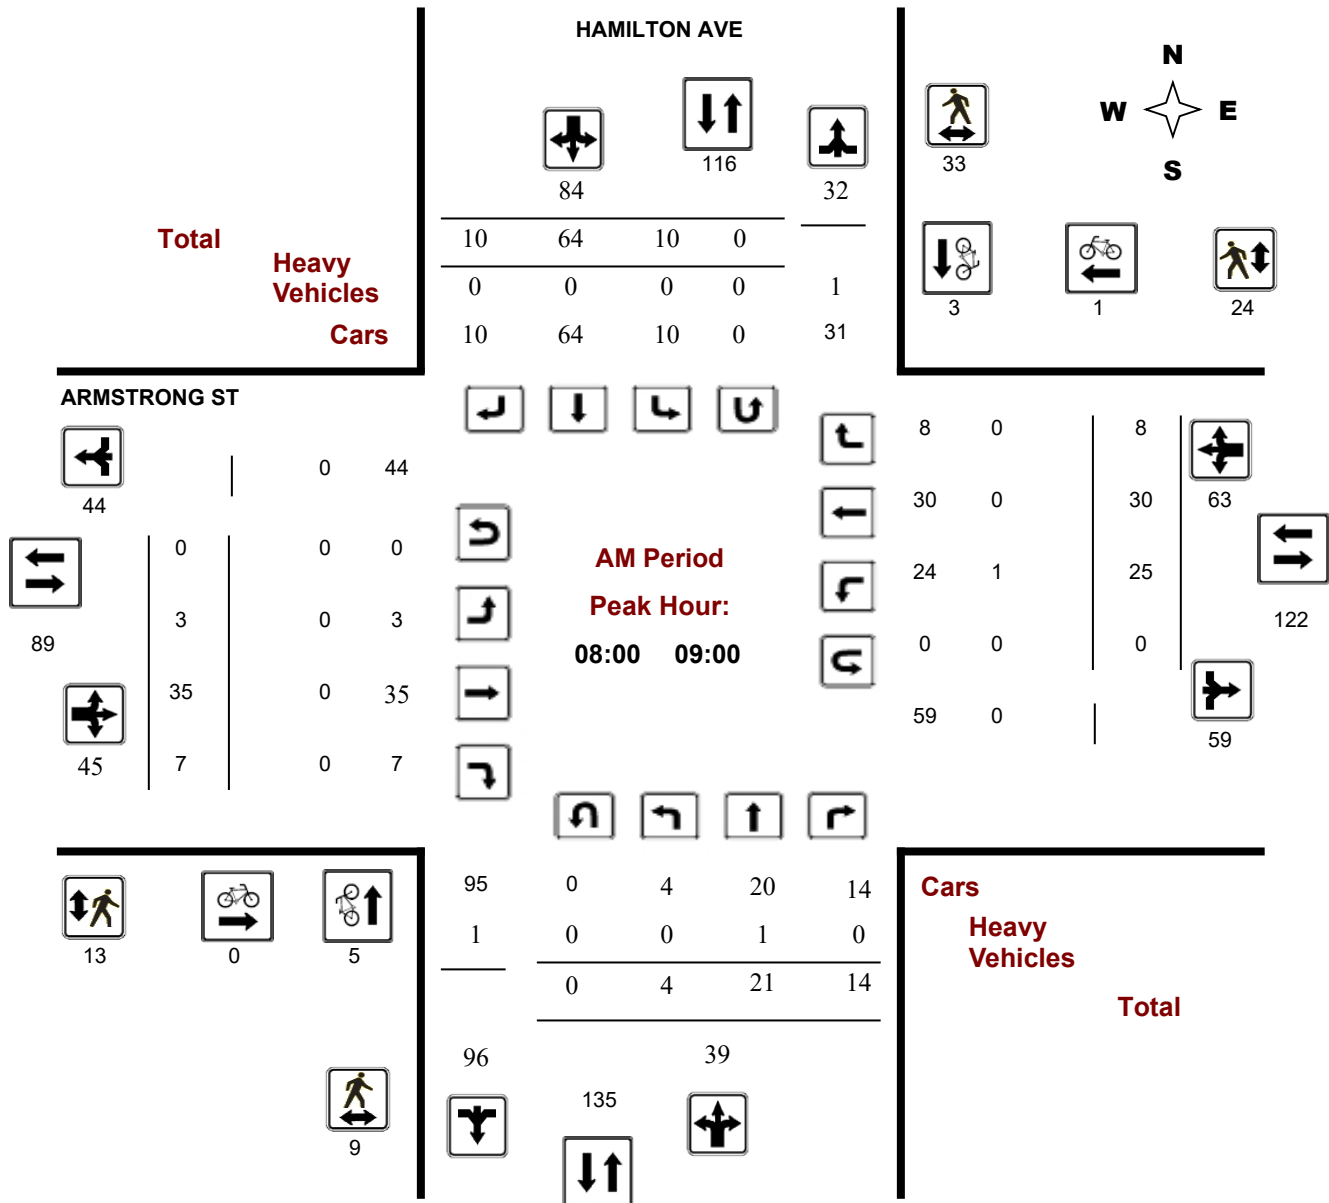 HAMILTON AVE
N
W E
S
116
33
84 32
Total
10 64 10 0
Heavy
Vehicles
0 0 0 0 1
Cars
10 64 10 0 31
3 1 24
ARMSTRONG ST
44
0 44
0 0 0
3 0 3
89
35 0 35
45
7 0 7
AM Period
Peak Hour:
08:00 09:00
8 0 8
30 0 30
63
24 1 25
122
0 0 0
59 0
59
13 0 5
95 0 4 20 14
Cars
1 0 0 1 0
Heavy
Vehicles
0 4 21 14
Total
96 39
135
9